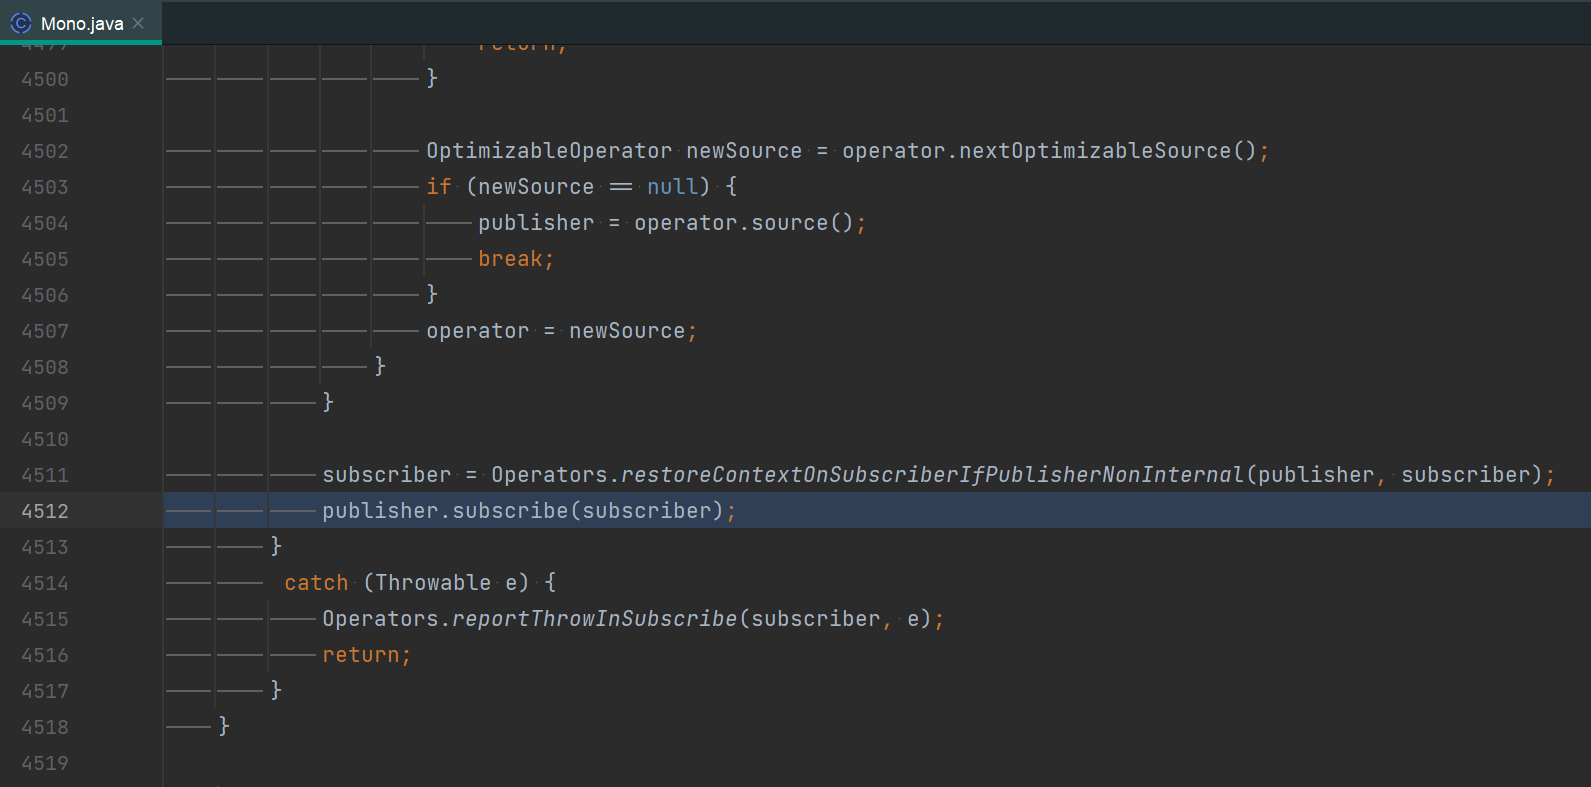 Mono.java
4499 return;
4500 }
4501
4502 OptimizableOperator newSource = operator.nextOptimizableSource();
4503 if (newSource == null) {
4504 publisher = operator.source();
4505 break;
4506 }
4507 operator = newSource;
4508 }
4509 }
4510
4511 subscriber = Operators.restoreContextOnSubscriberIfPublisherNonInternal(publisher, subscriber);
4512 publisher.subscribe(subscriber);
4513 }
4514 catch (Throwable e) {
4515 Operators.reportThrowInSubscribe(subscriber, e);
4516 return;
4517 }
4518 }
4519